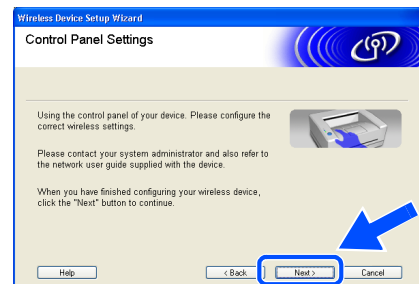 Wireless Device Setup Wizard
Control Panel Settings
Using the control panel of your device. Please configure the
correct wireless settings.
Please contact your system administrator and also refer to
the network user guide supplied with the device.
When you have finished configuring your wireless device,
click the "Next" button to continue.
Help
< Back
Next >
Cancel